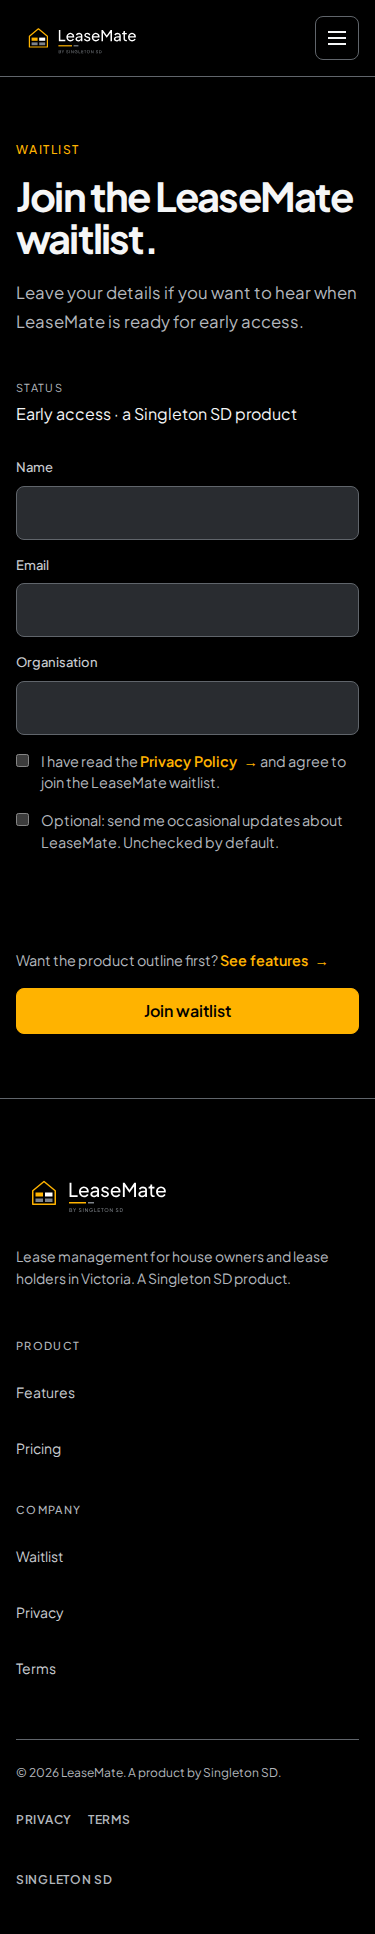 LeaseMate
BY SINGLETON SD
WAITLIST
Join the LeaseMate
waitlist.
Leave your details if you want to hear when
LeaseMate is ready for early access.
STATUS
Early access · a Singleton SD product
Name
Email
Organisation
I have read the Privacy Policy → and agree to
join the LeaseMate waitlist.
Optional: send me occasional updates about
LeaseMate. Unchecked by default.
Want the product outline first? See features →
Join waitlist
LeaseMate
BY SINGLETON SD
Lease management for house owners and lease
holders in Victoria. A Singleton SD product.
PRODUCT
Features
Pricing
COMPANY
Waitlist
Privacy
Terms
© 2026 LeaseMate. A product by Singleton SD.
PRIVACY TERMS
SINGLETON SD